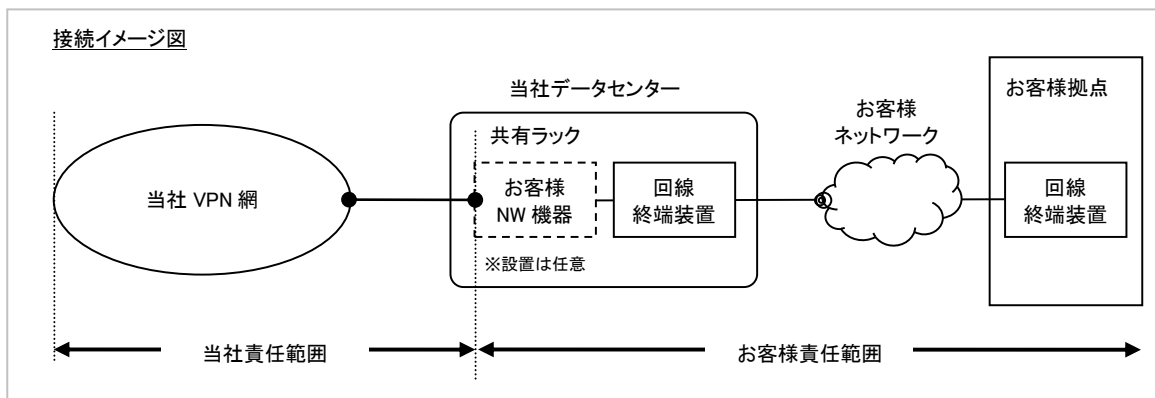 接続イメージ図
当社データセンター
お客様拠点
お客様
ネットワーク
共有ラック
当社 VPN 網
お客様
NW 機器
回線
終端装置
回線
終端装置
※設置は任意
当社責任範囲
お客様責任範囲